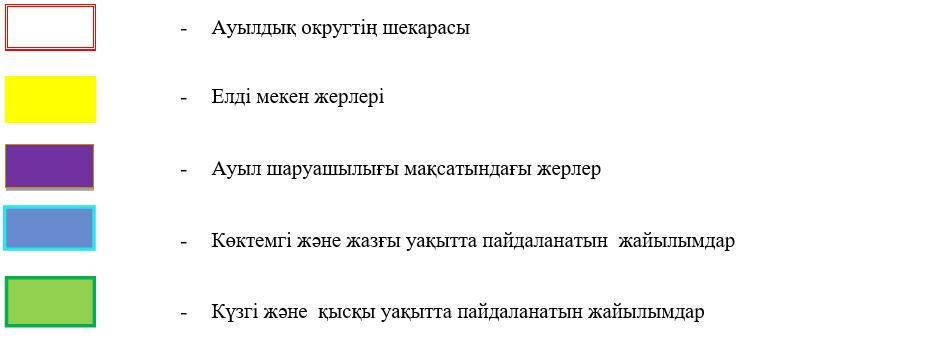 - Ауылдық округтің шекарасы
- Елді мекен жерлері
- Ауыл шаруашылығы мақсатындағы жерлер
- Көктемгі және жазғы уақытта пайдаланатын жайылымдар
- Күзгі және қысқы уақытта пайдаланатын жайылымдар